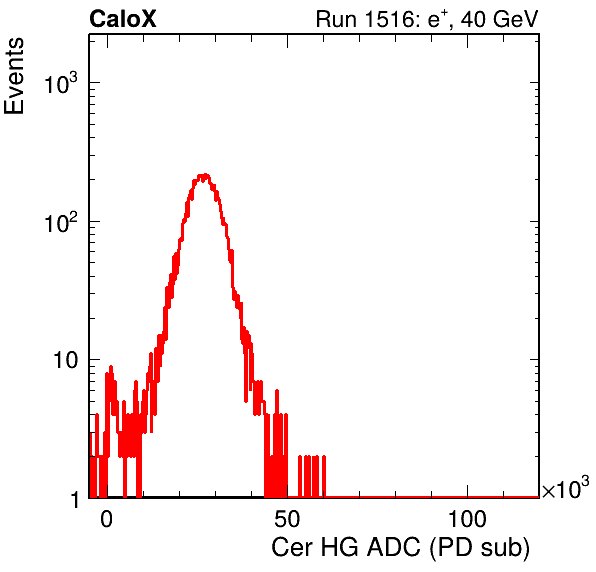 CaloX Run 1516: e⁺, 40 GeV
Events
10³
10²
10
1
0 50 100 ×10³
Cer HG ADC (PD sub)